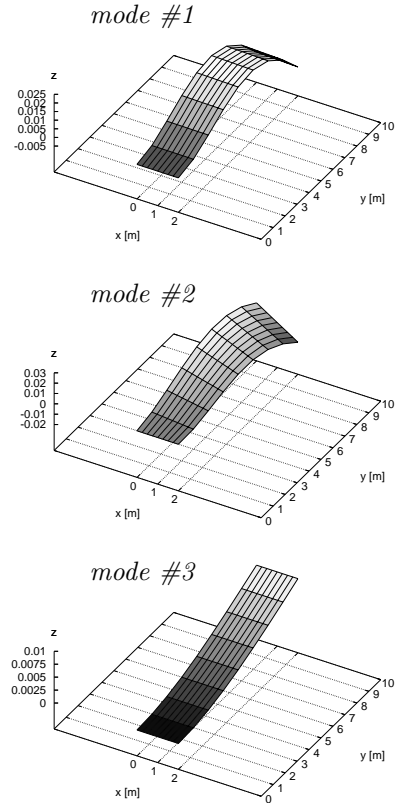 mode #1
z
0.025
0.02
0.015
0.01
0.005
0
-0.005
0 1 2
x [m]
0 1 2 3 4 5 6 7 8 9 10
y [m]
mode #2
z
0.03
0.02
0.01
0
-0.01
-0.02
0 1 2
x [m]
0 1 2 3 4 5 6 7 8 9 10
y [m]
mode #3
z
0.01
0.0075
0.005
0.0025
0
0 1 2
x [m]
0 1 2 3 4 5 6 7 8 9 10
y [m]